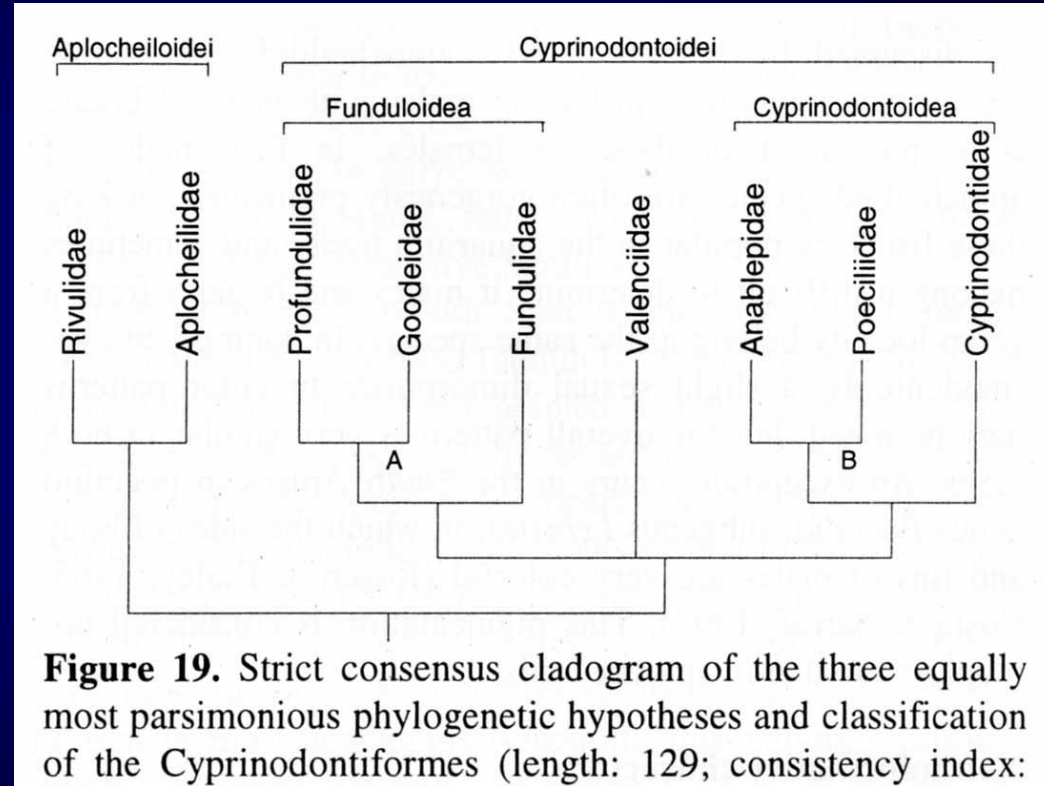 Aplocheiloidei Cyprinodontoidei
Funduloidea Cyprinodontoidea
Rivulidae Aplocheilidae Profundulidae Goodeidae Fundulidae Valenciidae Anablepidae Poeciliidae Cyprinodontidae
A B
Figure 19. Strict consensus cladogram of the three equally
most parsimonious phylogenetic hypotheses and classification
of the Cyprinodontiformes (length: 129; consistency index: